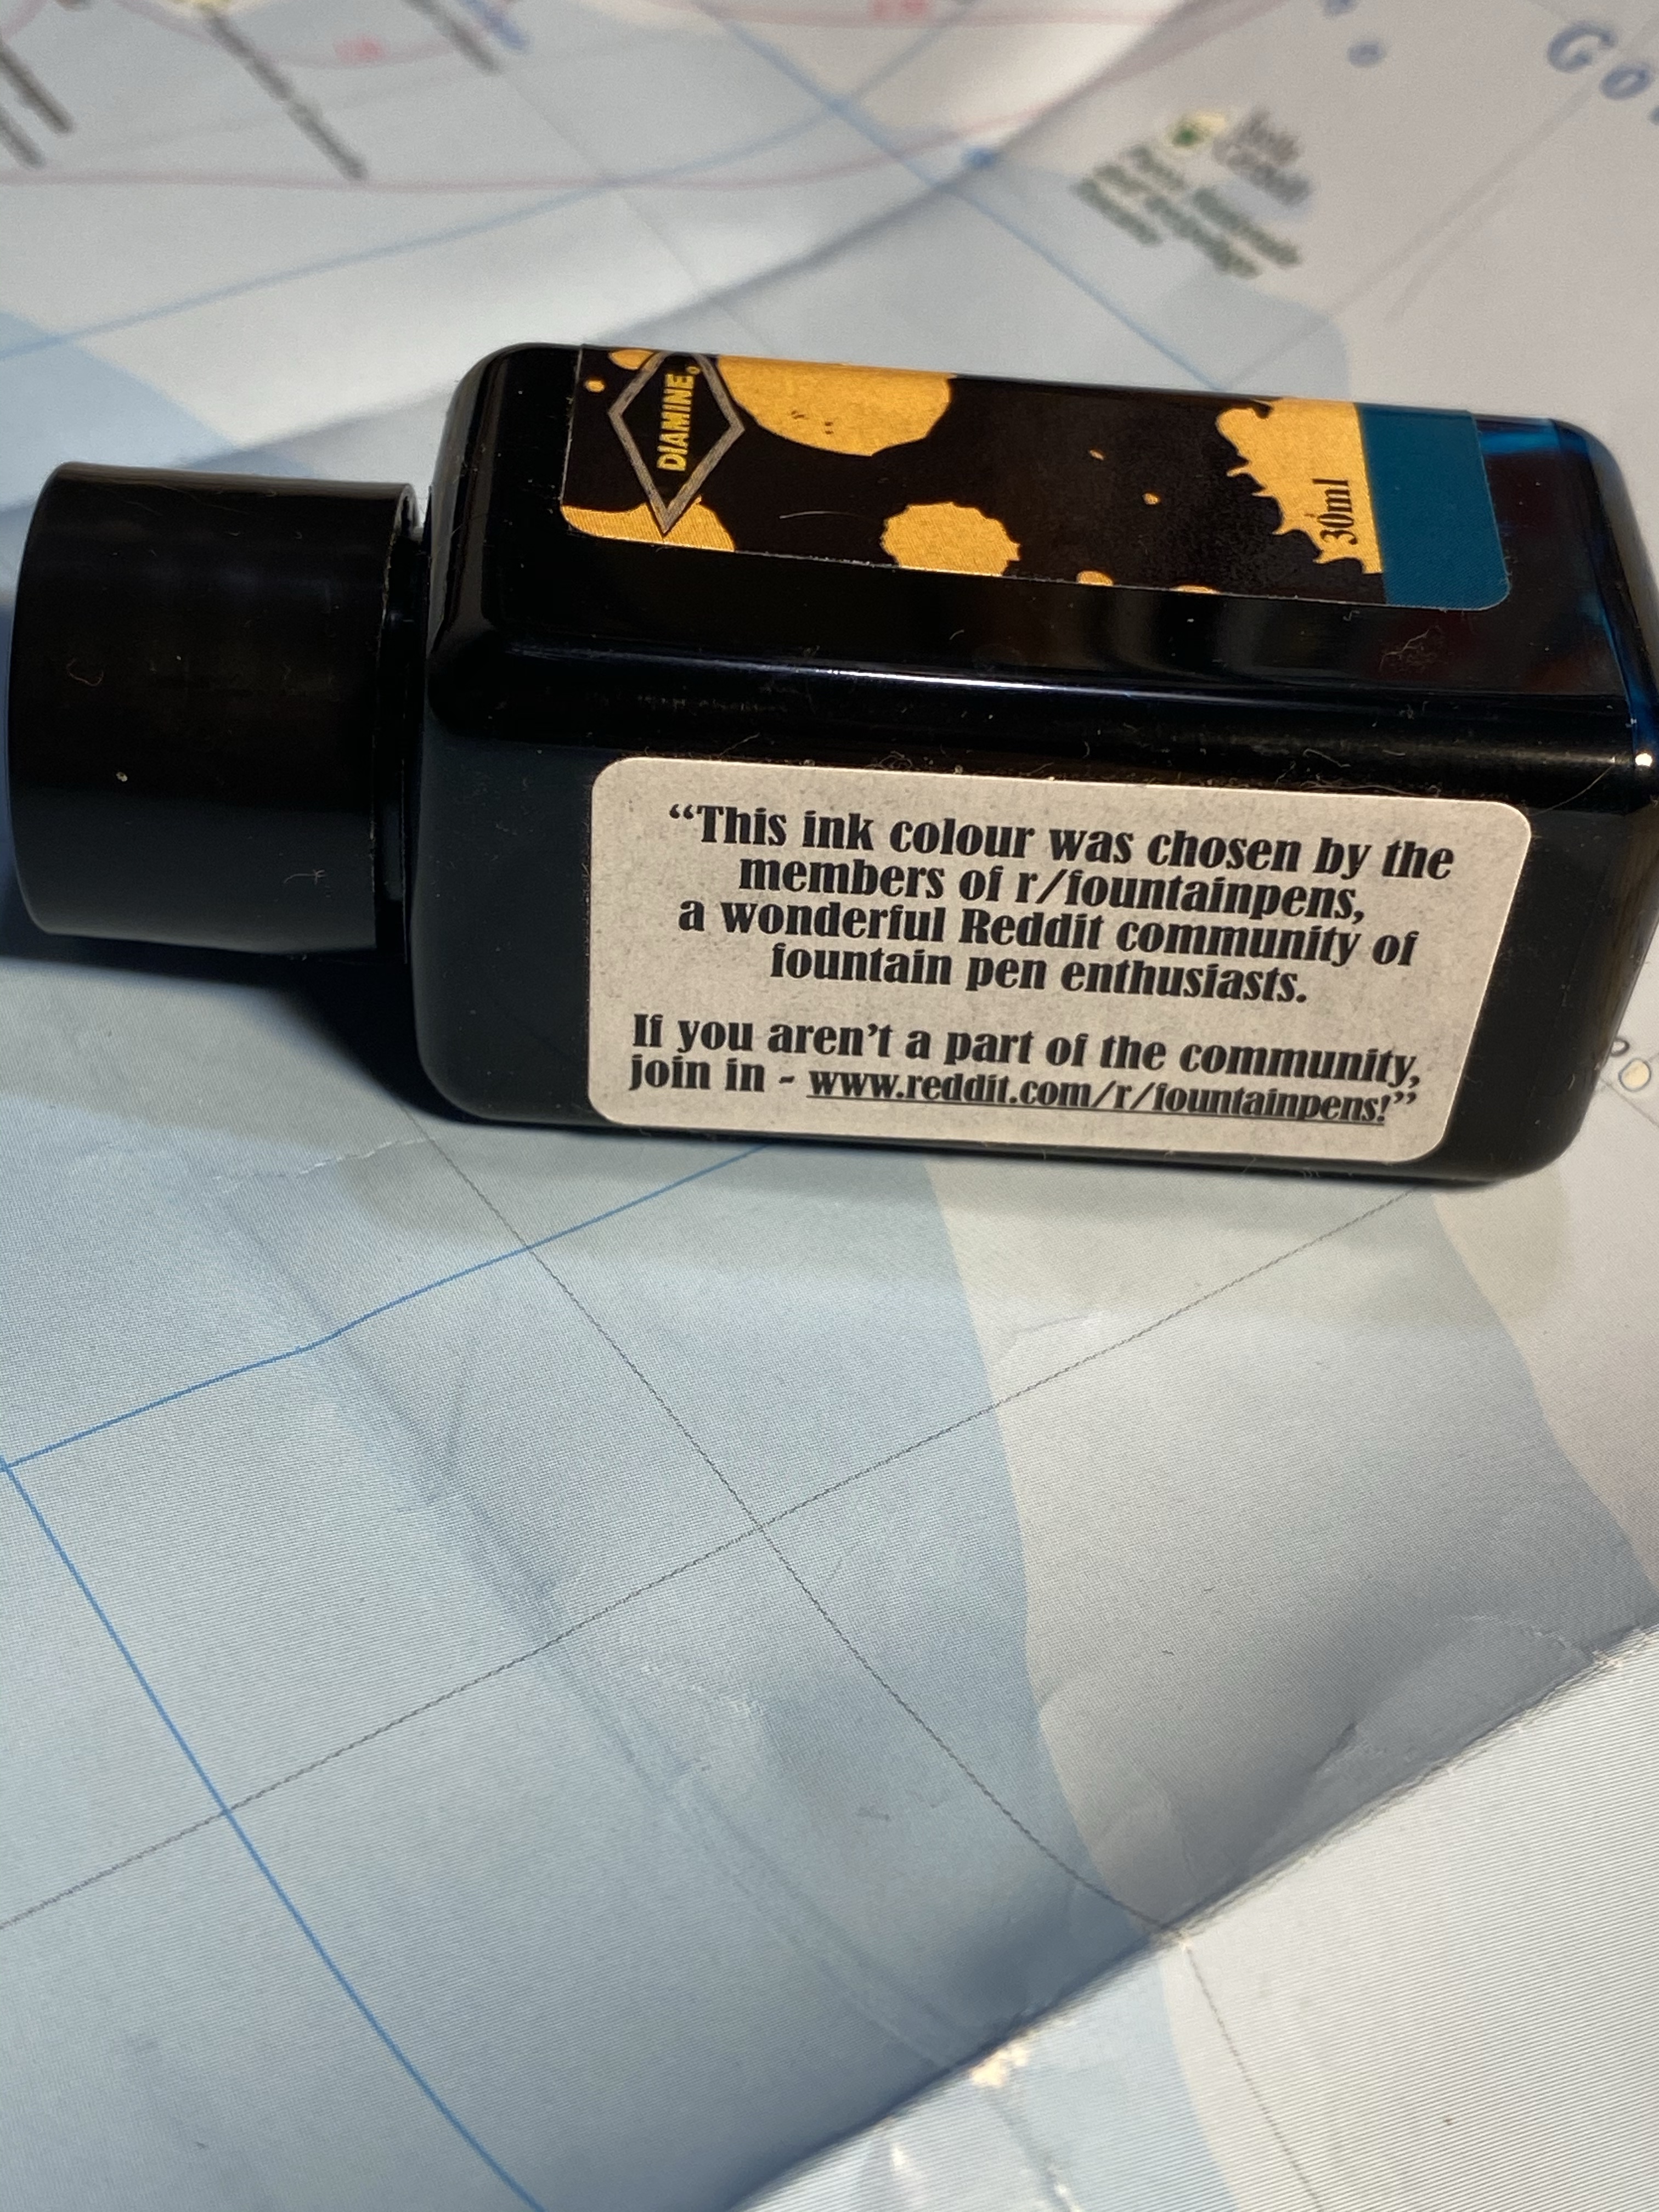 DIAMINE
30ml
“This ink colour was chosen by the
members of r/fountainpens,
a wonderful Reddit community of
fountain pen enthusiasts.
If you aren’t a part of the community,
join in - www.reddit.com/r/fountainpens!”